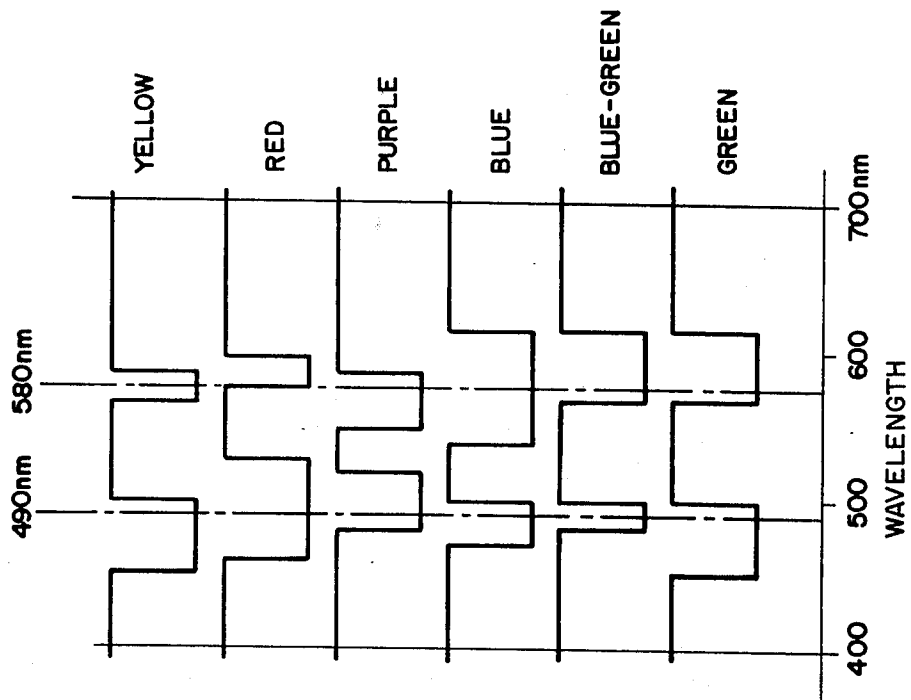 490nm
580nm
YELLOW
RED
PURPLE
BLUE
BLUE-GREEN
GREEN
400
500
600
700nm
WAVELENGTH